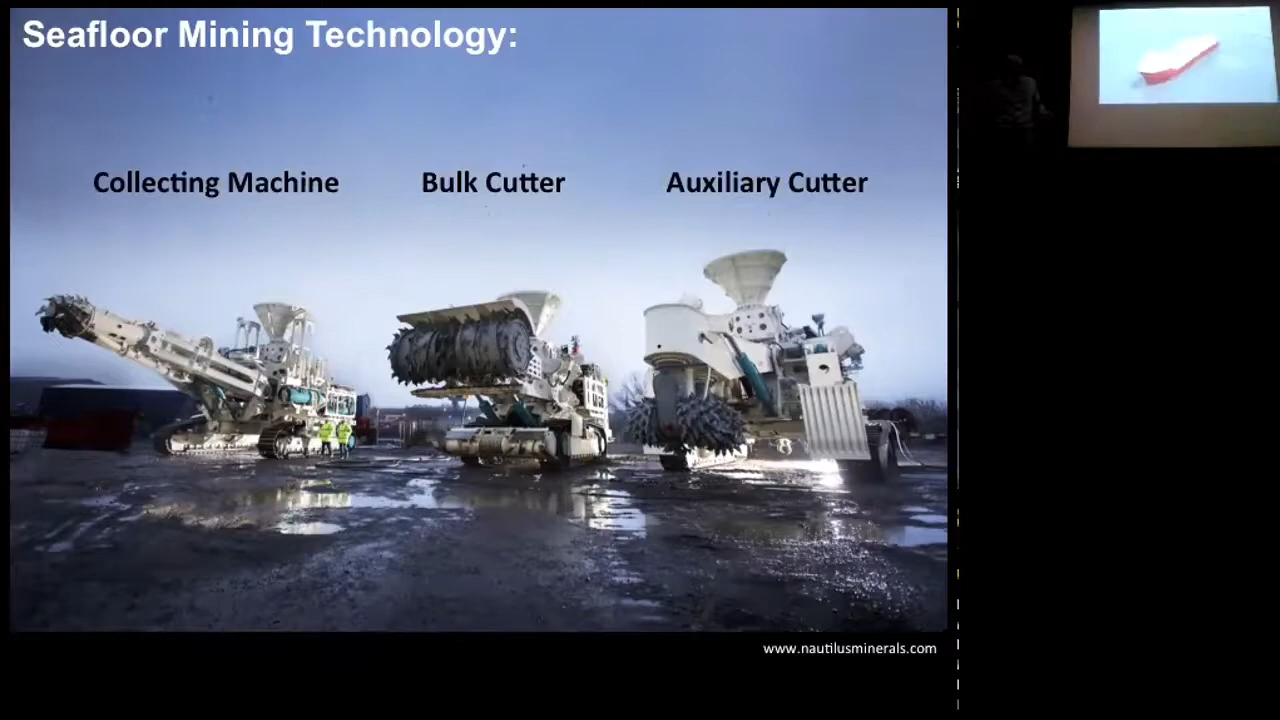 Seafloor Mining Technology:
Collecting Machine
Bulk Cutter
Auxiliary Cutter
www.nautilusminerals.com